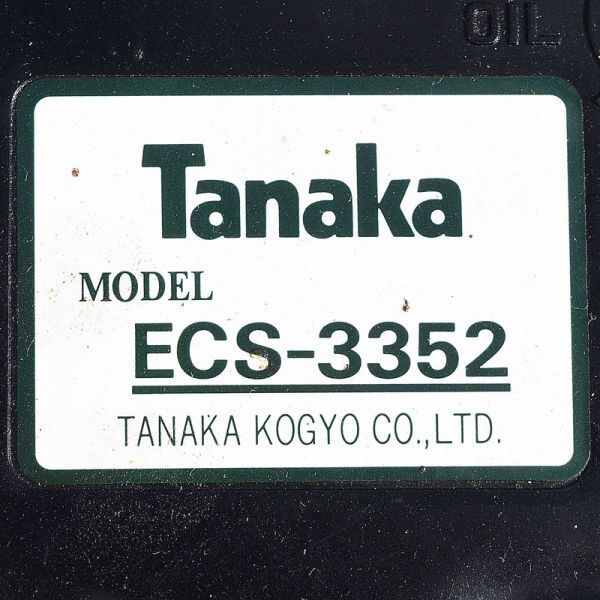 OIL
Tanaka
MODEL
ECS-3352
TANAKA KOGYO CO.,LTD.